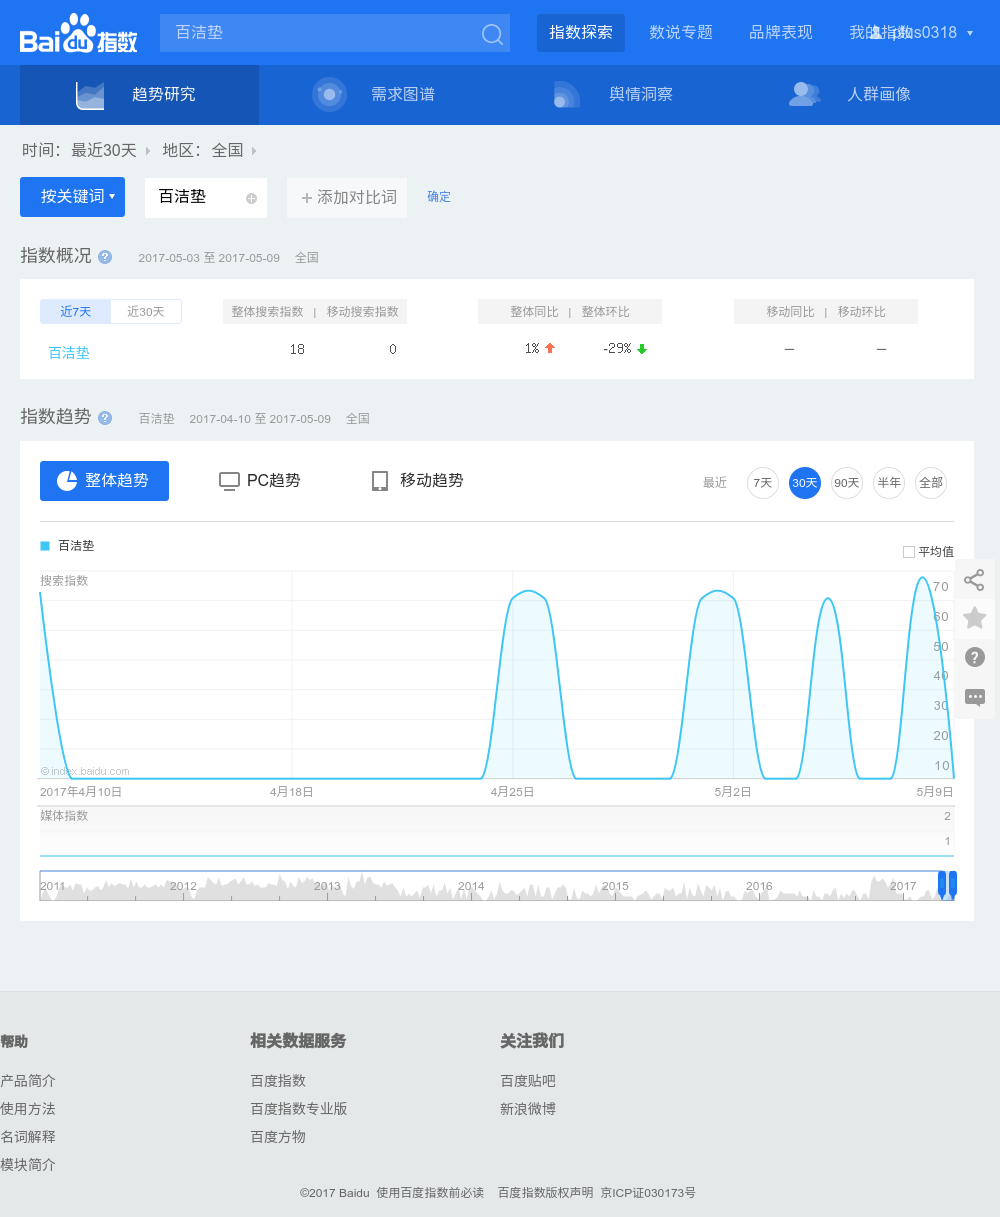 Bai du 指数
百洁垫
指数探索 数说专题 品牌表现 我的指数 0318
趋势研究 需求图谱 舆情洞察 人群画像
时间: 最近30天 地区: 全国
按关键词 百洁垫 + 添加对比词 确定
指数概况 ? 2017-05-03 至 2017-05-09 全国
近7天 近30天 整体搜索指数 | 移动搜索指数 整体同比 | 整体环比 移动同比 | 移动环比
百洁垫 18 0 1% -29% — —
指数趋势 ? 百洁垫 2017-04-10 至 2017-05-09 全国
整体趋势 PC趋势 移动趋势 最近 7天 30天 90天 半年 全部
百洁垫
平均值
搜索指数
70
60
50
40
30
20
10
©index.baidu.com
2017年4月10日 4月18日 4月25日 5月2日 5月9日
媒体指数 2
1
2011 2012 2013 2014 2015 2016 2017
?
帮助 相关数据服务 关注我们
产品简介 百度指数 百度贴吧
使用方法 百度指数专业版 新浪微博
名词解释 百度方物
模块简介
©2017 Baidu 使用百度指数前必读 百度指数版权声明 京ICP证030173号